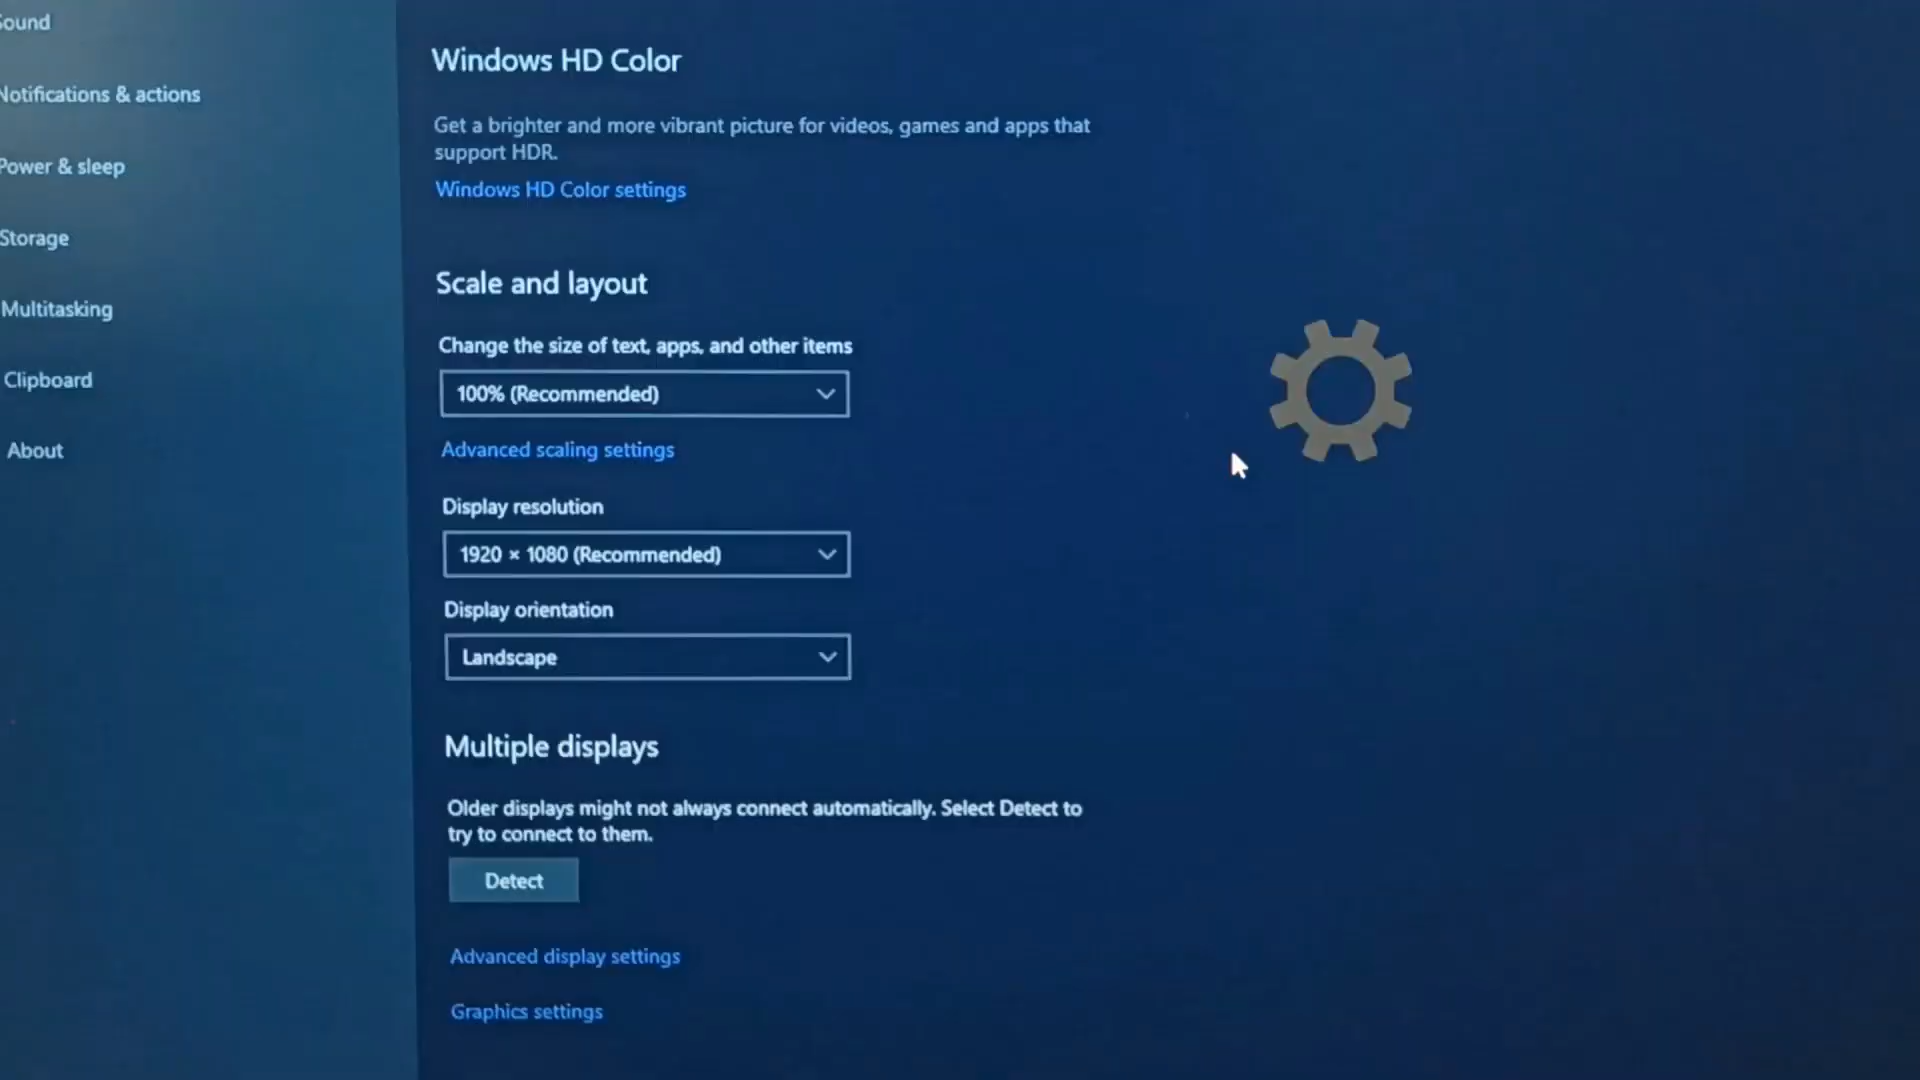 Sound
Notifications & actions
Power & sleep
Storage
Multitasking
Clipboard
About
Windows HD Color
Get a brighter and more vibrant picture for videos, games and apps that
support HDR.
Windows HD Color settings
Scale and layout
Change the size of text, apps, and other items
100% (Recommended)
Advanced scaling settings
Display resolution
1920 × 1080 (Recommended)
Display orientation
Landscape
Multiple displays
Older displays might not always connect automatically. Select Detect to
try to connect to them.
Detect
Advanced display settings
Graphics settings